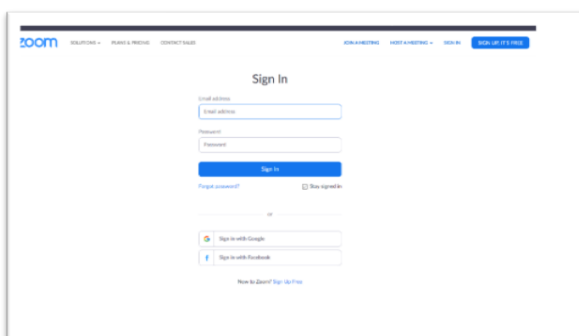 zoom SOLUTIONS PLANS & PRICING CONTACT SALES JOIN A MEETING HOST A MEETING SIGN IN SIGN UP, IT'S FREE
Sign In
Email address
Email address
Password
Password
Sign In
Forgot password? Stay signed in
or
Sign in with Google
Sign in with Facebook
New to Zoom? Sign Up Free